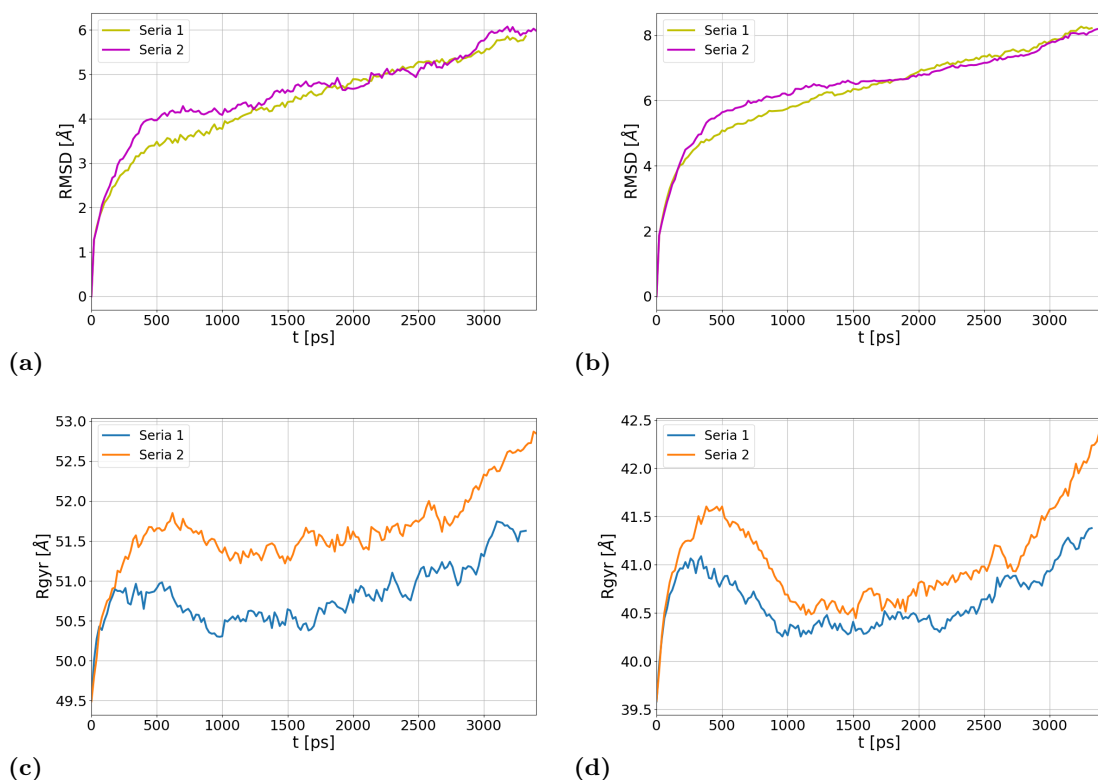 Seria 1
Seria 2
RMSD [Å]
6
5
4
3
2
1
0
0 500 1000 1500 2000 2500 3000
t [ps]
(a)
Seria 1
Seria 2
RMSD [Å]
8
6
4
2
0
0 500 1000 1500 2000 2500 3000
t [ps]
(b)
Seria 1
Seria 2
Rgyr [Å]
53.0
52.5
52.0
51.5
51.0
50.5
50.0
49.5
0 500 1000 1500 2000 2500 3000
t [ps]
(c)
Seria 1
Seria 2
Rgyr [Å]
42.5
42.0
41.5
41.0
40.5
40.0
39.5
0 500 1000 1500 2000 2500 3000
t [ps]
(d)